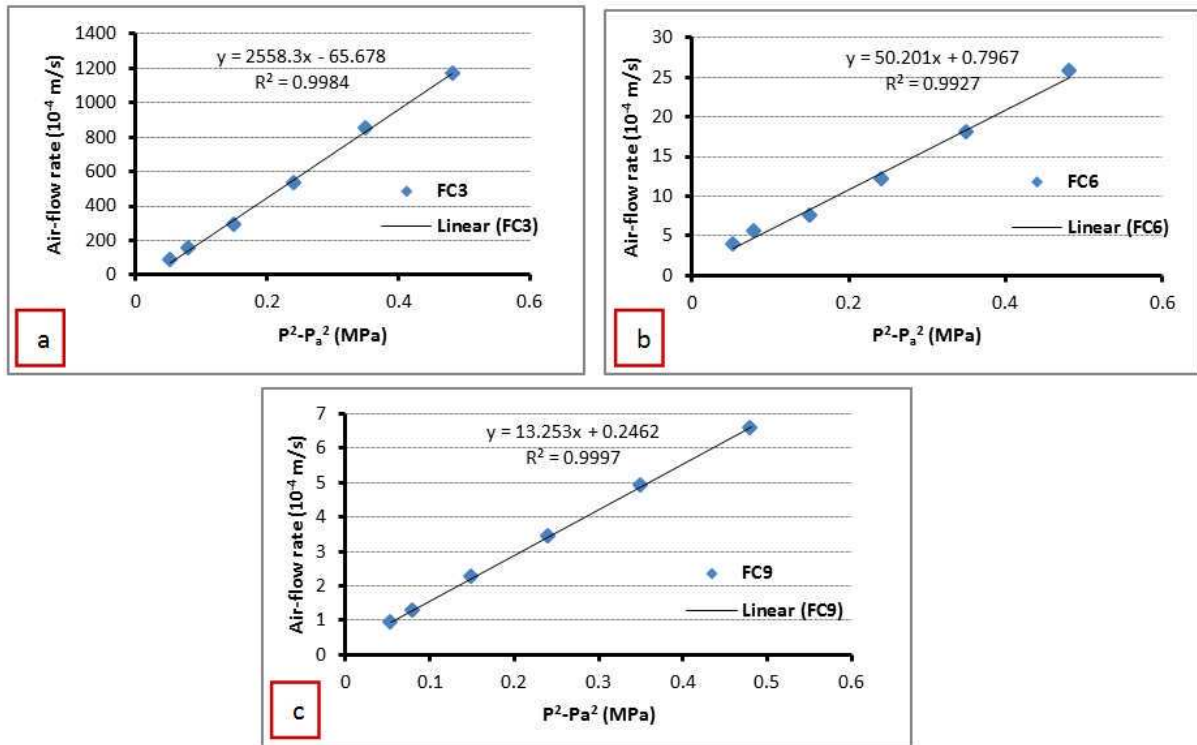 Air-flow rate (10⁻⁴ m/s)
1400
1200
1000
800
600
400
200
0
y = 2558.3x - 65.678
R² = 0.9984
FC3
Linear (FC3)
0 0.2 0.4 0.6
P²-Pₐ² (MPa)
a
Air-flow rate (10⁻⁴ m/s)
30
25
20
15
10
5
0
y = 50.201x + 0.7967
R² = 0.9927
FC6
Linear (FC6)
0 0.2 0.4 0.6
P²-Pₐ² (MPa)
b
Air-flow rate (10⁻⁴ m/s)
7
6
5
4
3
2
1
0
y = 13.253x + 0.2462
R² = 0.9997
FC9
Linear (FC9)
0 0.1 0.2 0.3 0.4 0.5 0.6
P²-Pa² (MPa)
c